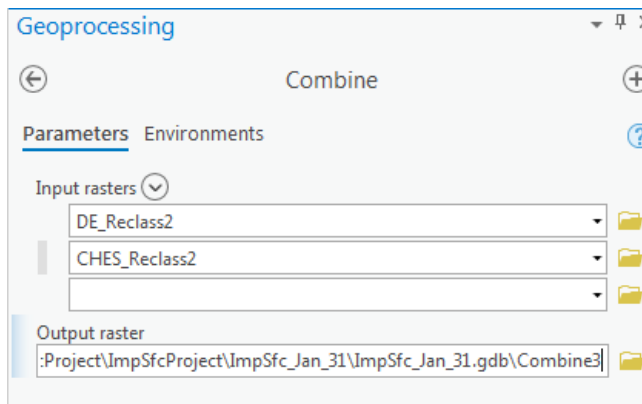 Geoprocessing
Combine
Parameters Environments
Input rasters
DE_Reclass2
CHES_Reclass2
Output raster
:Project\ImpSfcProject\ImpSfc_Jan_31\ImpSfc_Jan_31.gdb\Combine3